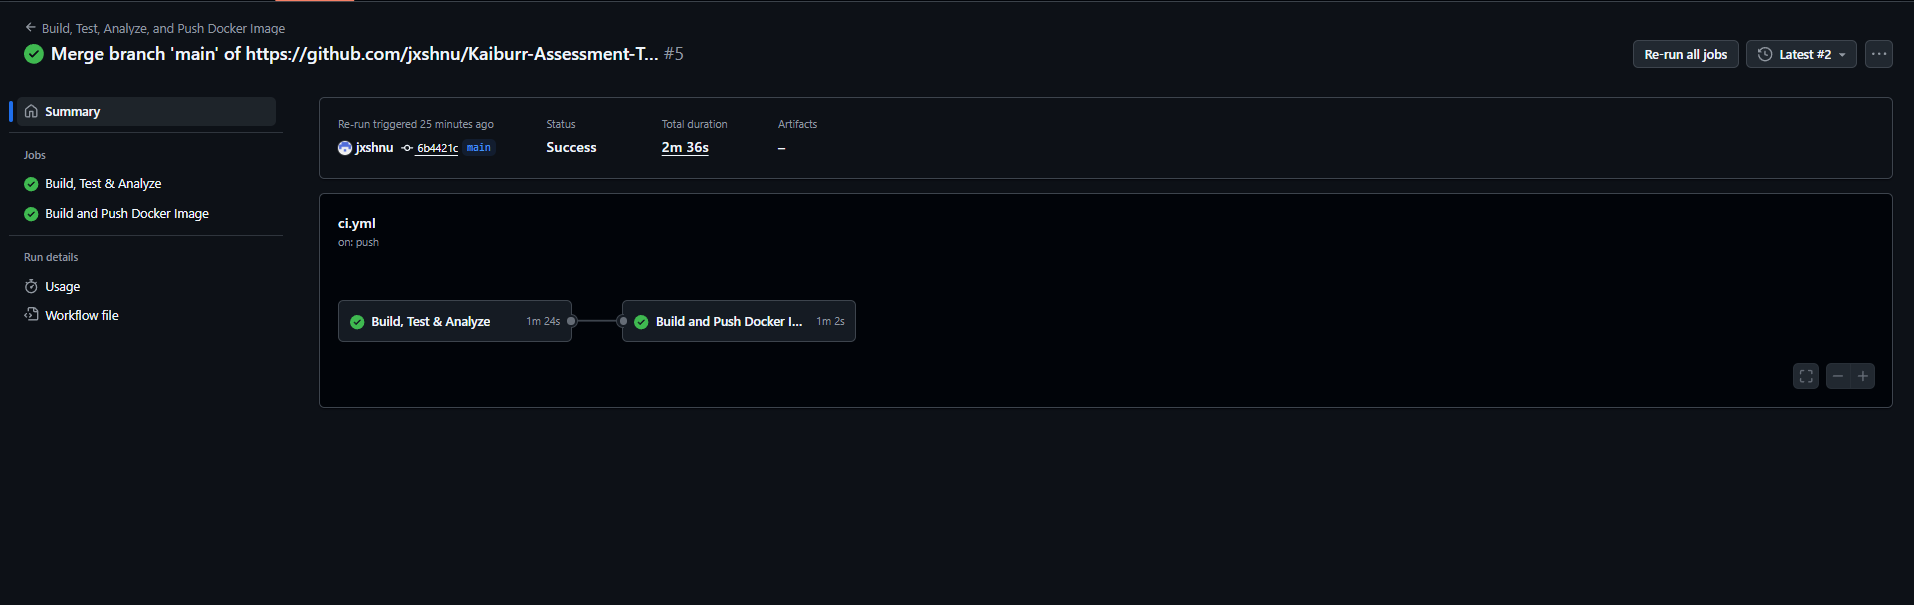 ← Build, Test, Analyze, and Push Docker Image
Merge branch 'main' of https://github.com/jxshnu/Kaiburr-Assessment-T... #5
Re-run all jobs
Latest #2
Summary
Jobs
Build, Test & Analyze
Build and Push Docker Image
Run details
Usage
Workflow file
Re-run triggered 25 minutes ago
jxshnu 6b4421c main
Status
Success
Total duration
2m 36s
Artifacts
–
ci.yml
on: push
Build, Test & Analyze 1m 24s
Build and Push Docker I... 1m 2s